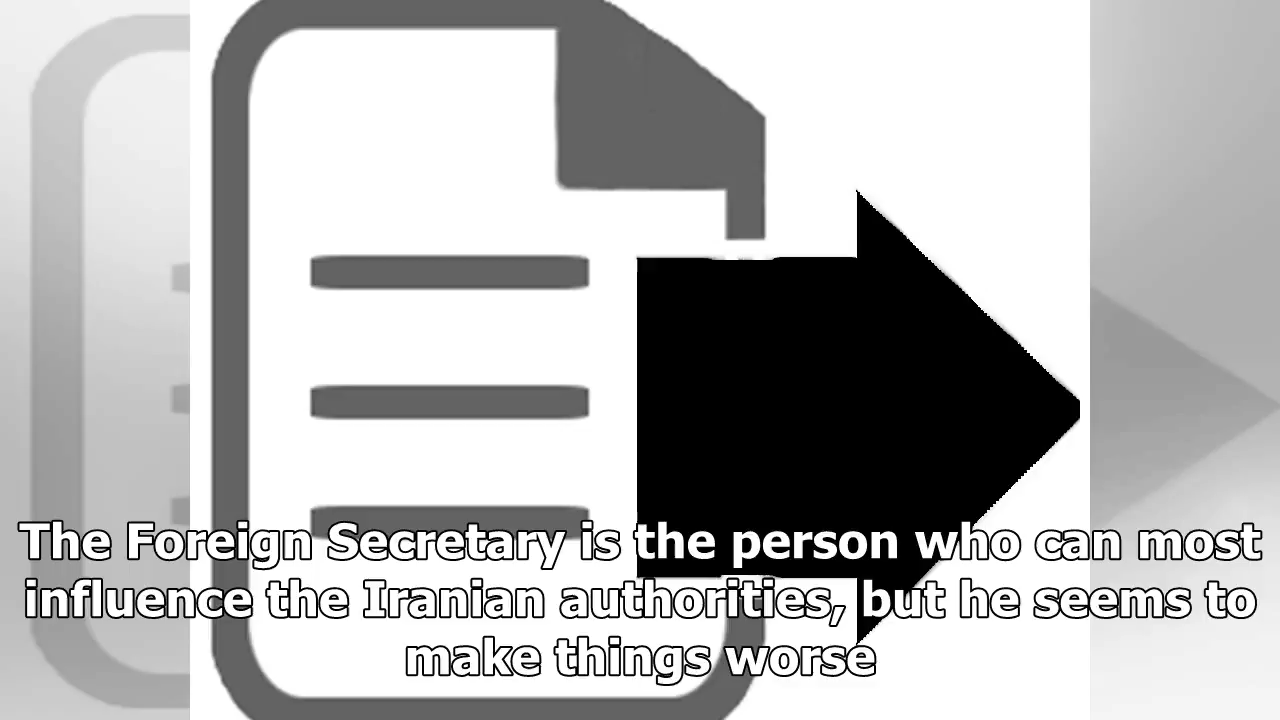 The Foreign Secretary is the person who can most
influence the Iranian authorities, but he seems to
make things worse